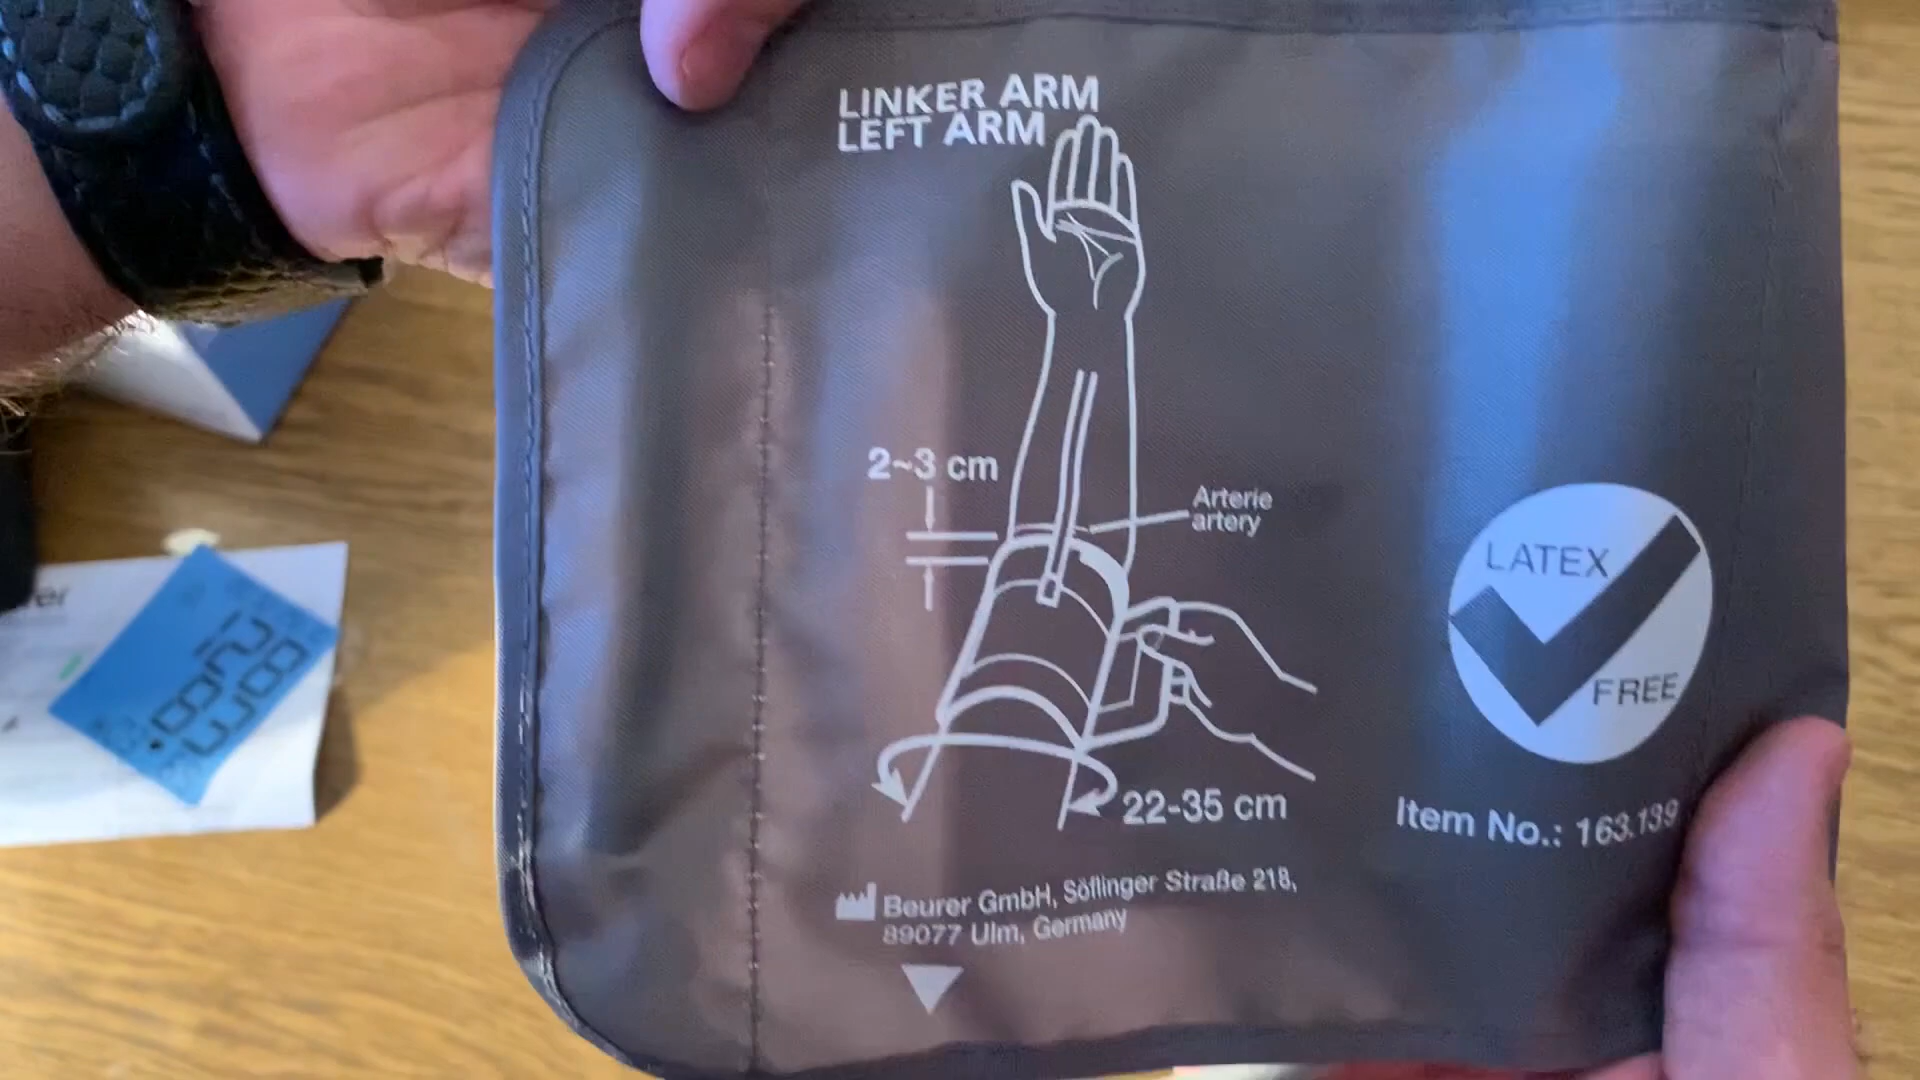 LINKER ARM
LEFT ARM
2~3 cm
Arterie
artery
LATEX
FREE
22-35 cm
Item No.: 163.139
Beurer GmbH, Söflinger Straße 218,
89077 Ulm, Germany